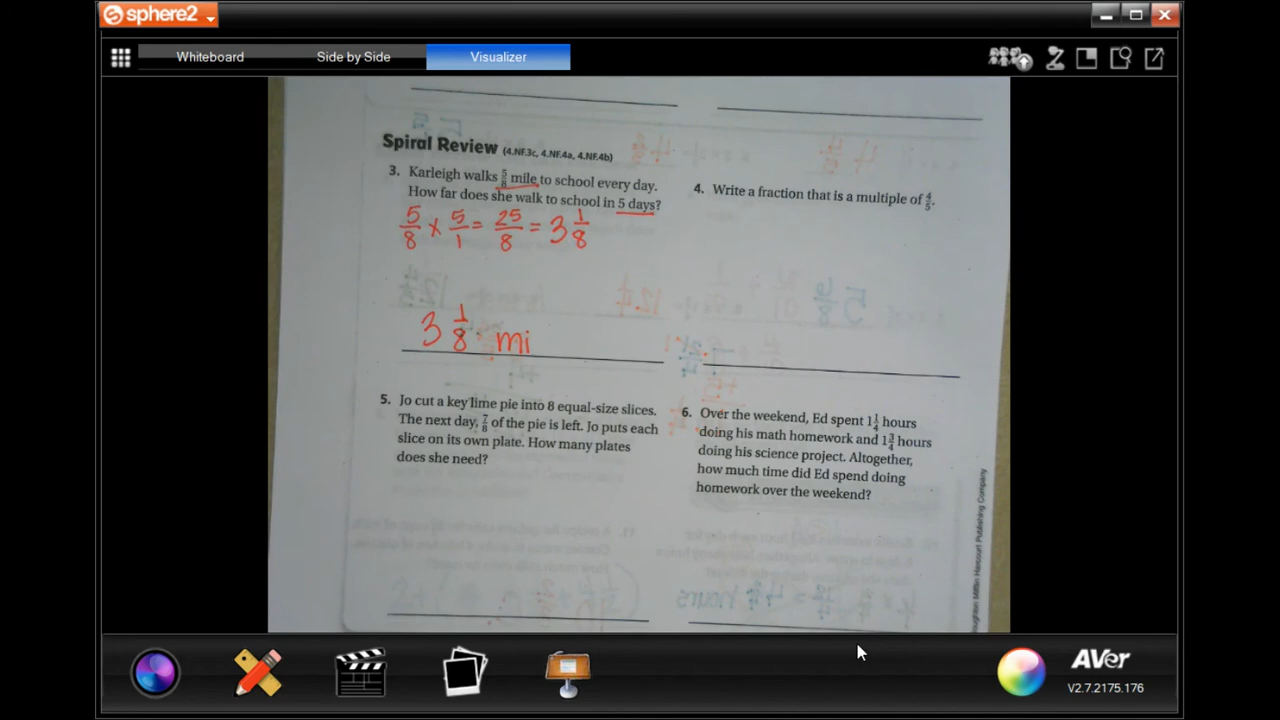 sphere2
Whiteboard Side by Side Visualizer
Spiral Review (4.NF.3c, 4.NF.4a, 4.NF.4b)
3. Karleigh walks 5/8 mile to school every day.
How far does she walk to school in 5 days?
5/8 x 5/1 = 25/8 = 3 1/8
3 1/8 mi
4. Write a fraction that is a multiple of 4/5.
5. Jo cut a key lime pie into 8 equal-size slices.
The next day, 7/8 of the pie is left. Jo puts each
slice on its own plate. How many plates
does she need?
6. Over the weekend, Ed spent 1 1/4 hours
doing his math homework and 1 3/4 hours
doing his science project. Altogether,
how much time did Ed spend doing
homework over the weekend?
Houghton Mifflin Harcourt Publishing Company
AVer
V2.7.2175.176